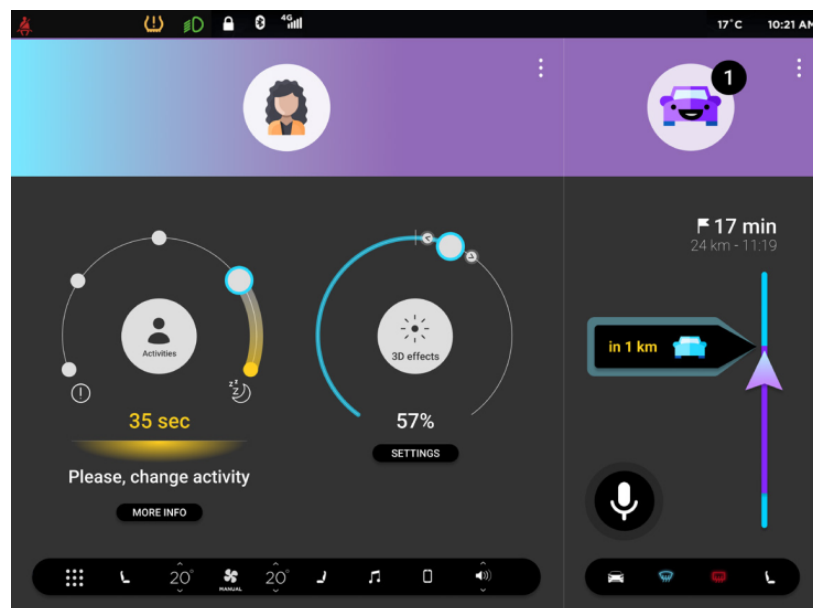 4G
17°C
10:21 AM
1
Activities
3D effects
35 sec
57%
SETTINGS
Please, change activity
MORE INFO
17 min
24 km - 11:19
in 1 km
20°
MANUAL
20°